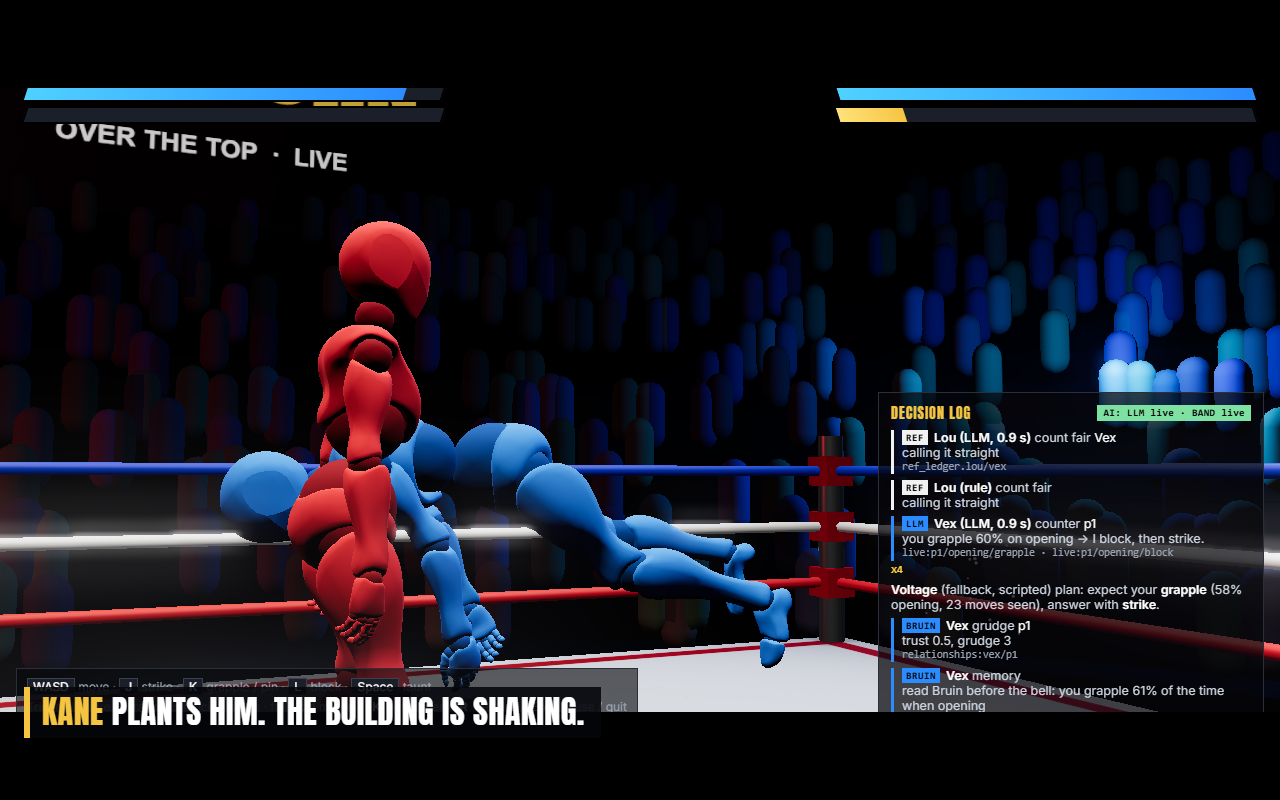 OVER THE TOP · LIVE
DECISION LOG
AI: LLM live · BAND live
REF Lou (LLM, 0.9 s) count fair Vex
calling it straight
ref_ledger.lou/vex
REF Lou (rule) count fair
calling it straight
LLM Vex (LLM, 0.9 s) counter p1
you grapple 60% on opening → I block, then strike.
live:p1/opening/grapple · live:p1/opening/block
x4
Voltage (fallback, scripted) plan: expect your grapple (58%
opening, 23 moves seen), answer with strike.
BRUIN Vex grudge p1
trust 0.5, grudge 3
relationships:vex/p1
BRUIN Vex memory
read Bruin before the bell: you grapple 61% of the time
when opening
WASD move · J strike · K grapple / pin · L block · Space taunt
/ quit
KANE PLANTS HIM. THE BUILDING IS SHAKING.